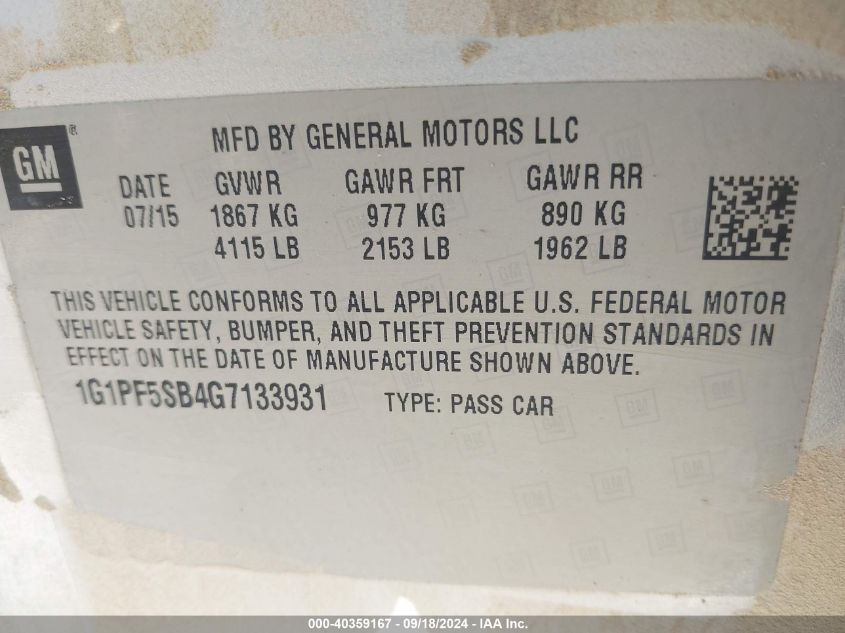 GM ®
MFD BY GENERAL MOTORS LLC
DATE GVWR GAWR FRT GAWR RR
07/15 1867 KG 977 KG 890 KG
4115 LB 2153 LB 1962 LB
THIS VEHICLE CONFORMS TO ALL APPLICABLE U.S. FEDERAL MOTOR
VEHICLE SAFETY, BUMPER, AND THEFT PREVENTION STANDARDS IN
EFFECT ON THE DATE OF MANUFACTURE SHOWN ABOVE.
1G1PF5SB4G7133931 TYPE: PASS CAR
000-40359167 - 09/18/2024 - IAA Inc.